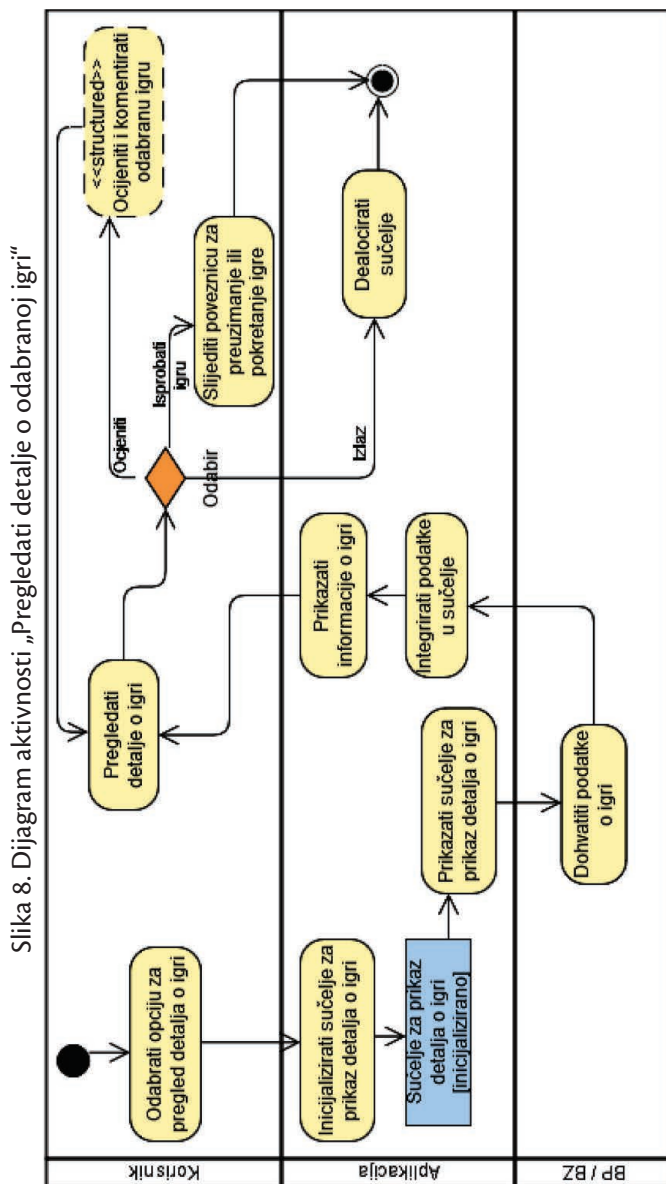 Slika 8. Dijagram aktivnosti „Pregledati detalje o odabranoj igri“
Korisnik
Odabrati opciju za
pregled detalja o igri
Pregledati
detalje o igri
Odabir
Ocjeniti
<<structured>>
Ocijeniti i komentirati
odabranu igru
Isprobati
igru
Slijediti poveznicu za
preuzimanje ili
pokretanje igre
Izlaz
Aplikacija
Inicijalizirati sučelje za
prikaz detalja o igri
Sučelje za prikaz
detalja o igri
[inicijalizirano]
Prikazati sučelje za
prikaz detalja o igri
Prikazati
informacije o igri
Integrirati podatke
u sučelje
Dealocirati
sučelje
BP / BZ
Dohvatiti podatke
o igri